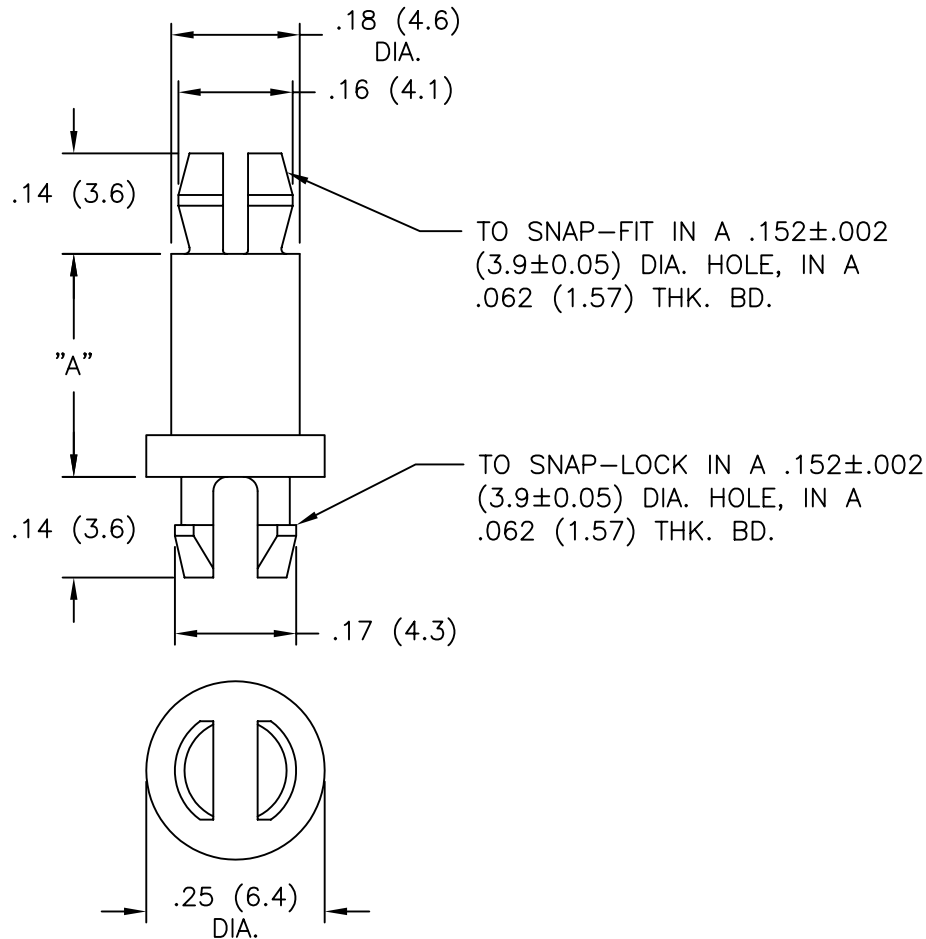 .18 (4.6)
DIA.
.16 (4.1)
.14 (3.6)
TO SNAP-FIT IN A .152±.002
(3.9±0.05) DIA. HOLE, IN A
.062 (1.57) THK. BD.
"A"
TO SNAP-LOCK IN A .152±.002
(3.9±0.05) DIA. HOLE, IN A
.062 (1.57) THK. BD.
.14 (3.6)
.17 (4.3)
.25 (6.4)
DIA.